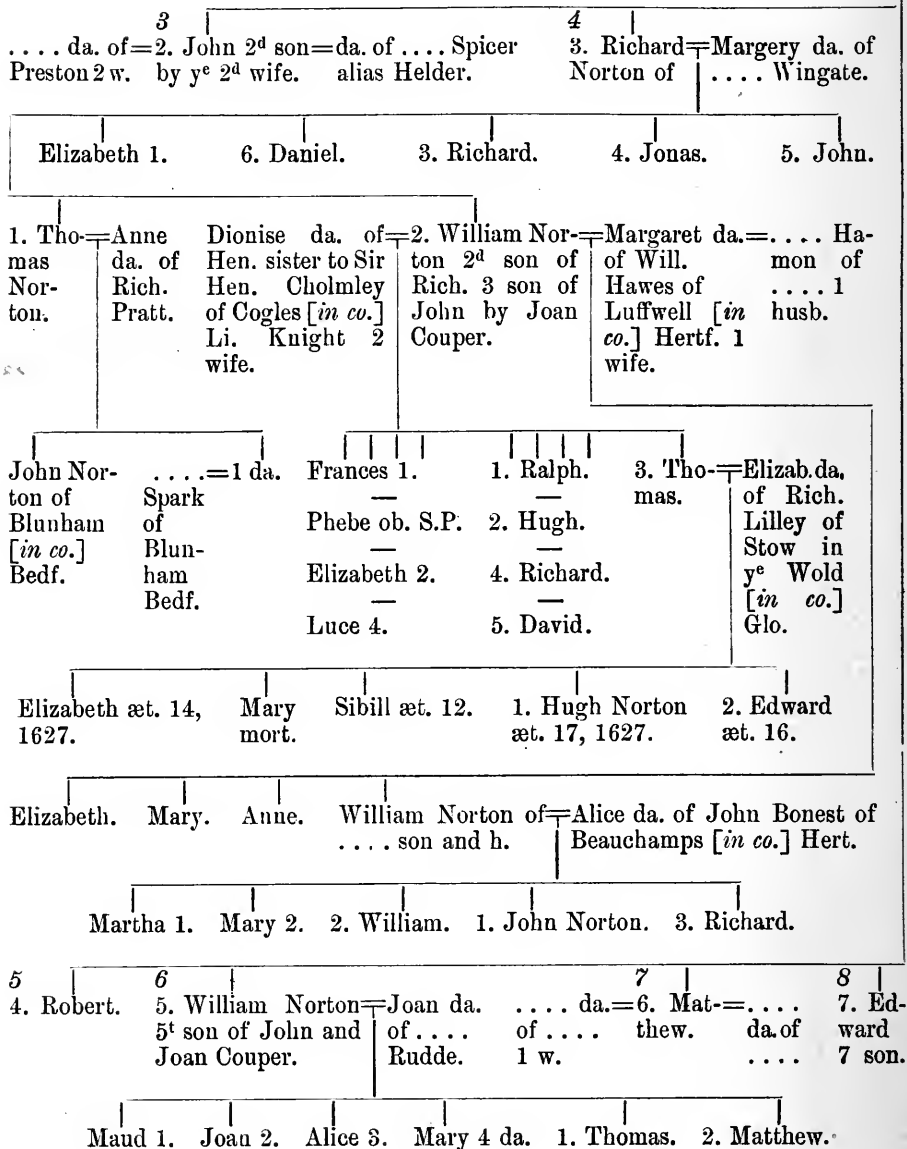 3 4
. . . . da. of=2. John 2d son=da. of . . . . Spicer 3. Richard=Margery da. of
Preston 2 w. by ye 2d wife. alias Helder. Norton of . . . . Wingate.
Elizabeth 1. 6. Daniel. 3. Richard. 4. Jonas. 5. John.
1. Tho-=Anne Dionise da. of=2. William Nor-=Margaret da.=. . . . Ha-
mas da. of Hen. sister to Sir ton 2d son of of Will. mon of
Nor- Rich. Hen. Cholmley Rich. 3 son of Hawes of . . . . 1
ton. Pratt. of Cogles [in co.] John by Joan Luffwell [in husb.
Li. Knight 2 Couper. co.] Hertf. 1
wife. wife.
John Nor- . . . .=1 da. Frances 1. 1. Ralph. 3. Tho-=Elizab. da.
ton of Spark — — mas. of Rich.
Blunham of Phebe ob. S.P. 2. Hugh. Lilley of
[in co.] Blun- — — Stow in
Bedf. ham Elizabeth 2. 4. Richard. ye Wold
Bedf. — — [in co.]
Luce 4. 5. David. Glo.
Elizabeth æt. 14, Mary Sibill æt. 12. 1. Hugh Norton 2. Edward
1627. mort. æt. 17, 1627. æt. 16.
Elizabeth. Mary. Anne. William Norton of=Alice da. of John Bonest of
. . . . son and h. Beauchamps [in co.] Hert.
Martha 1. Mary 2. 2. William. 1. John Norton. 3. Richard.
5 6 7 8
4. Robert. 5. William Norton=Joan da. . . . . da.=6. Mat-=. . . . 7. Ed-
5t son of John and of . . . . of . . . . thew. da. of ward
Joan Couper. Rudde. 1 w. . . . . 7 son.
Maud 1. Joan 2. Alice 3. Mary 4 da. 1. Thomas. 2. Matthew.